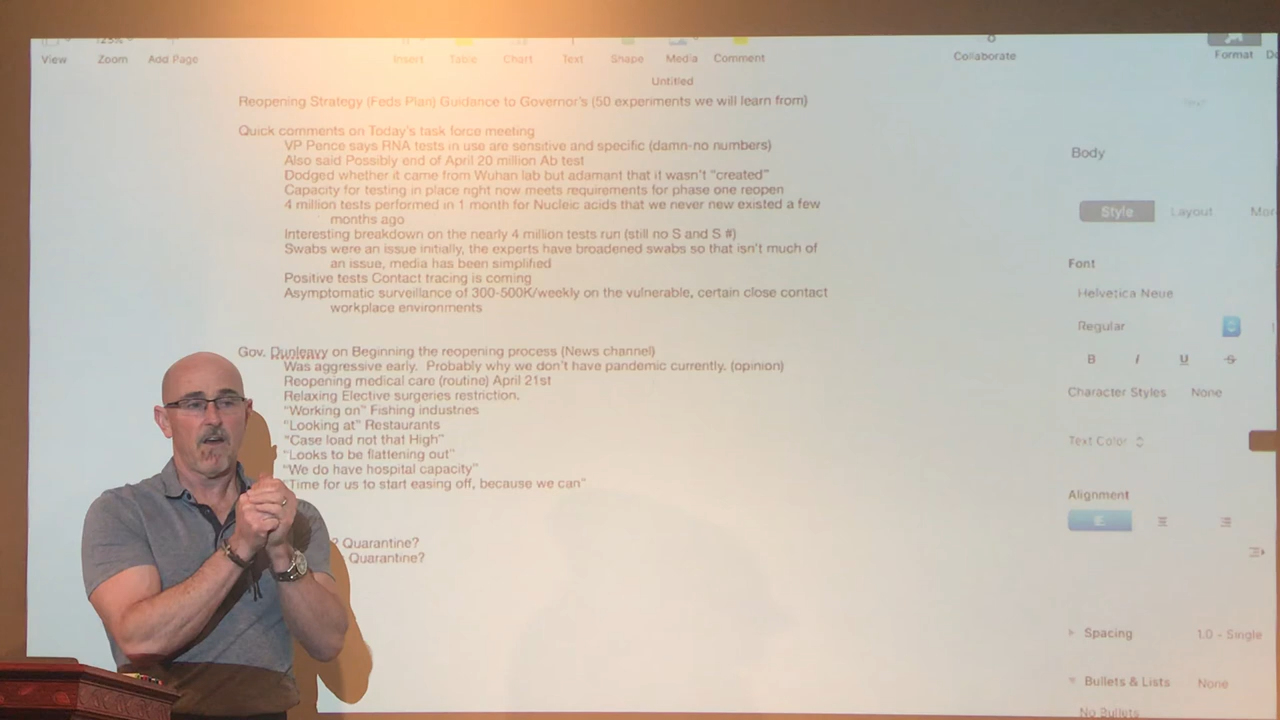 125%
View
Zoom
Add Page
Insert
Table
Chart
Text
Shape
Media
Comment
Collaborate
Format
Untitled
Reopening Strategy (Feds Plan) Guidance to Governor's (50 experiments we will learn from)
Quick comments on Today's task force meeting
VP Pence says RNA tests in use are sensitive and specific (damn-no numbers)
Also said Possibly end of April 20 million Ab test
Dodged whether it came from Wuhan lab but adamant that it wasn't "created"
Capacity for testing in place right now meets requirements for phase one reopen
4 million tests performed in 1 month for Nucleic acids that we never new existed a few
months ago
Interesting breakdown on the nearly 4 million tests run (still no S and S #)
Swabs were an issue initially, the experts have broadened swabs so that isn't much of
an issue, media has been simplified
Positive tests Contact tracing is coming
Asymptomatic surveillance of 300-500K/weekly on the vulnerable, certain close contact
workplace environments
Gov. Dunleavy on Beginning the reopening process (News channel)
Was aggressive early. Probably why we don't have pandemic currently. (opinion)
Reopening medical care (routine) April 21st
Relaxing Elective surgeries restriction.
"Working on" Fishing industries
"Looking at" Restaurants
"Case load not that High"
"Looks to be flattening out"
"We do have hospital capacity"
"Time for us to start easing off, because we can"
? Quarantine?
Quarantine?
Text
Body
Style
Layout
Mor
Font
Helvetica Neue
Regular
B
I
U
S
Character Styles
None
Text Color
Alignment
Spacing
1.0 - Single
Bullets & Lists
None
No Bullets